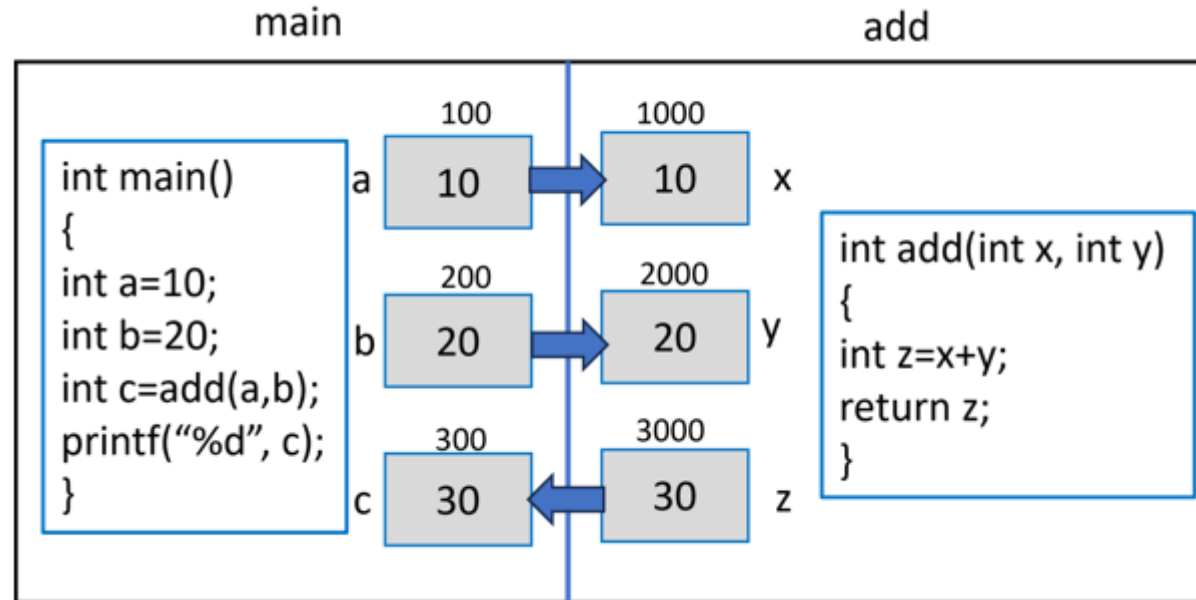 main
add
int main()
{
int a=10;
int b=20;
int c=add(a,b);
printf(“%d”, c);
}
100
a
10
200
b
20
300
c
30
1000
10
x
2000
20
y
3000
30
z
int add(int x, int y)
{
int z=x+y;
return z;
}